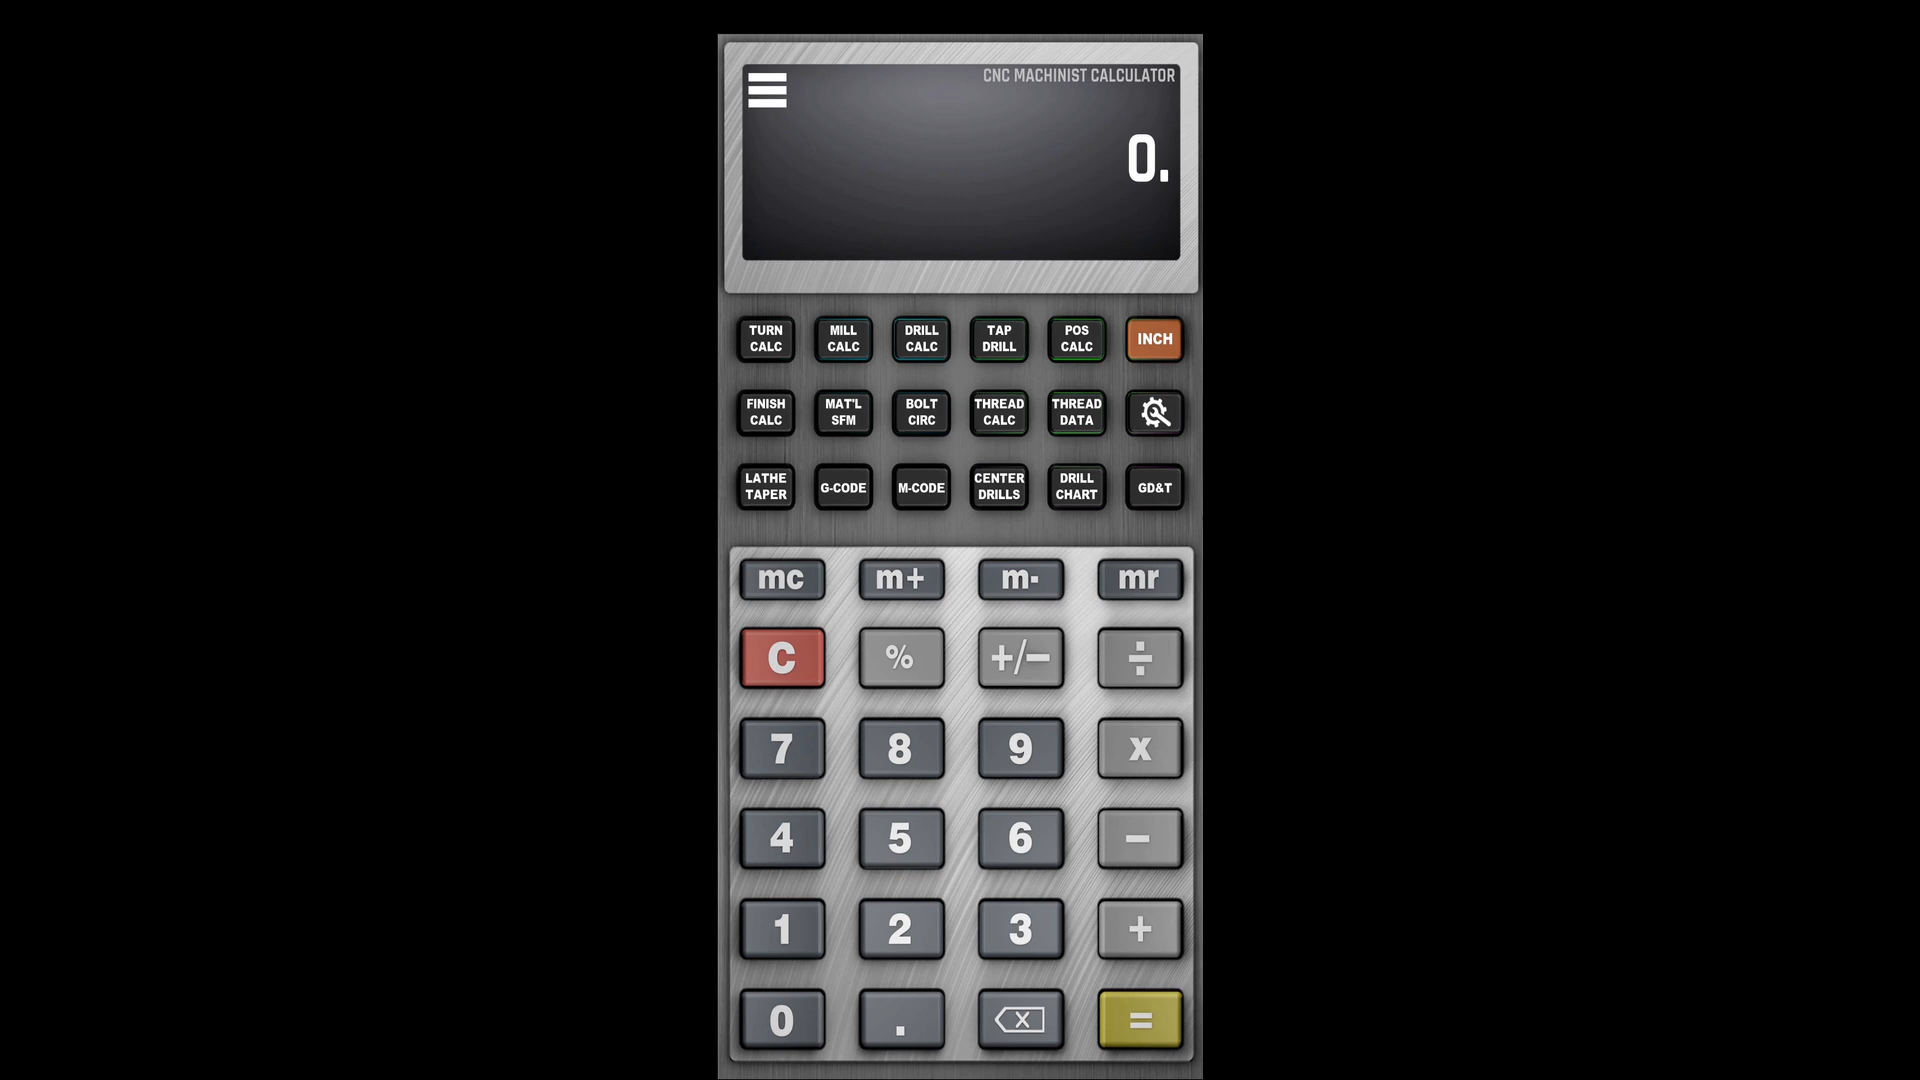 CNC MACHINIST CALCULATOR
0.
TURN CALC
MILL CALC
DRILL CALC
TAP DRILL
POS CALC
INCH
FINISH CALC
MAT'L SFM
BOLT CIRC
THREAD CALC
THREAD DATA
LATHE TAPER
G-CODE
M-CODE
CENTER DRILLS
DRILL CHART
GD&T
mc m+ m- mr
C % +/− ÷
7 8 9 x
4 5 6 −
1 2 3 +
0 . X =